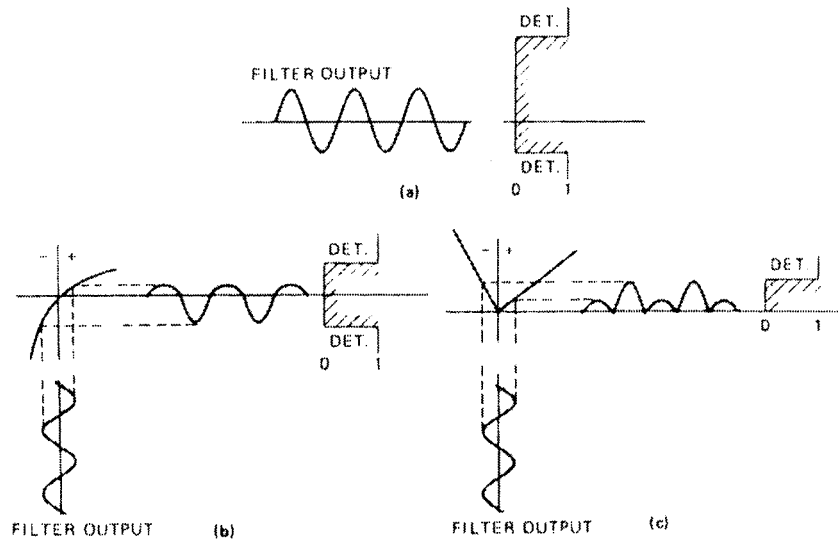 DET.
FILTER OUTPUT
DET.
(a)
0 1
- +
DET.
DET.
0 1
FILTER OUTPUT
(b)
- +
DET.
0 1
FILTER OUTPUT
(c)